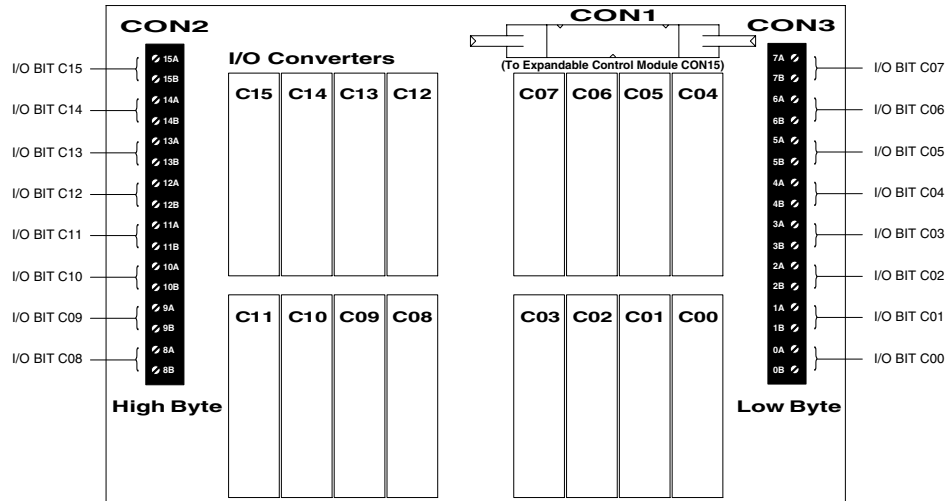 CON1
CON2
CON3
I/O Converters
(To Expandable Control Module CON15)
I/O BIT C15
I/O BIT C14
I/O BIT C13
I/O BIT C12
I/O BIT C11
I/O BIT C10
I/O BIT C09
I/O BIT C08
15A
15B
14A
14B
13A
13B
12A
12B
11A
11B
10A
10B
9A
9B
8A
8B
High Byte
C15 C14 C13 C12
C11 C10 C09 C08
C07 C06 C05 C04
C03 C02 C01 C00
7A
7B
6A
6B
5A
5B
4A
4B
3A
3B
2A
2B
1A
1B
0A
0B
Low Byte
I/O BIT C07
I/O BIT C06
I/O BIT C05
I/O BIT C04
I/O BIT C03
I/O BIT C02
I/O BIT C01
I/O BIT C00